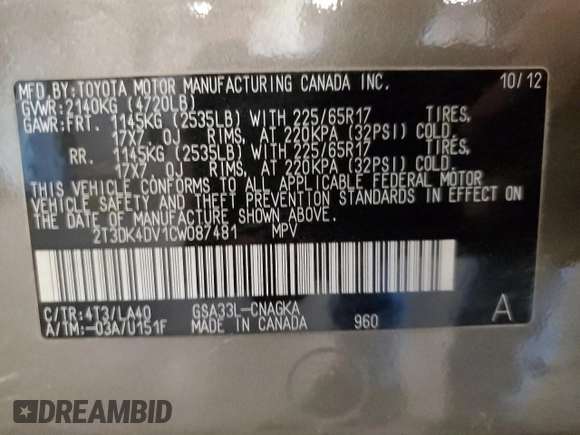 MFD.BY:TOYOTA MOTOR MANUFACTURING CANADA INC. 10/12
GVWR:2140KG (4720LB)
GAWR:FRT. 1145KG (2535LB) WITH 225/65R17 TIRES,
17X7 0J RIMS, AT 220KPA (32PSI) COLD.
RR. 1145KG (2535LB) WITH 225/65R17 TIRES,
17X7 0J RIMS, AT 220KPA (32PSI) COLD.
THIS VEHICLE CONFORMS TO ALL APPLICABLE FEDERAL MOTOR
VEHICLE SAFETY AND THEFT PREVENTION STANDARDS IN EFFECT ON
THE DATE OF MANUFACTURE SHOWN ABOVE.
2T3DK4DV1CW087481 MPV
C/TR:4T3/LA40 GSA33L-CNAGKA A
A/TM:-03A/U151F MADE IN CANADA 960
DREAMBID